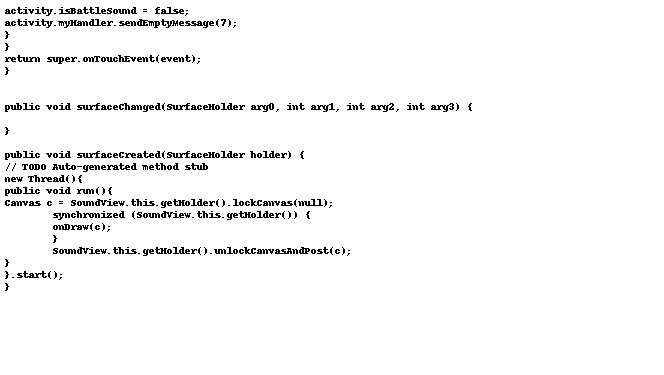 activity.isBattleSound = false;
activity.myHandler.sendEmptyMessage(7);
}
}
return super.onTouchEvent(event);
}
public void surfaceChanged(SurfaceHolder arg0, int arg1, int arg2, int arg3) {
}
public void surfaceCreated(SurfaceHolder holder) {
// TODO Auto-generated method stub
new Thread(){
public void run(){
Canvas c = SoundView.this.getHolder().lockCanvas(null);
synchronized (SoundView.this.getHolder()) {
onDraw(c);
}
SoundView.this.getHolder().unlockCanvasAndPost(c);
}
}.start();
}